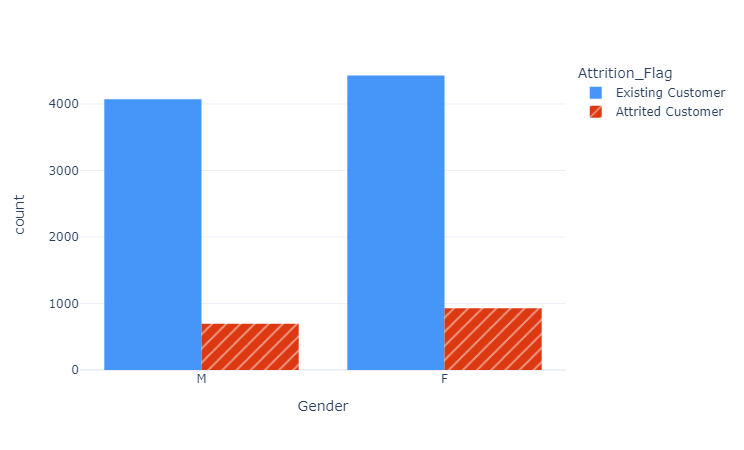 Attrition_Flag
Existing Customer
Attrited Customer
count
4000
3000
2000
1000
0
M
F
Gender